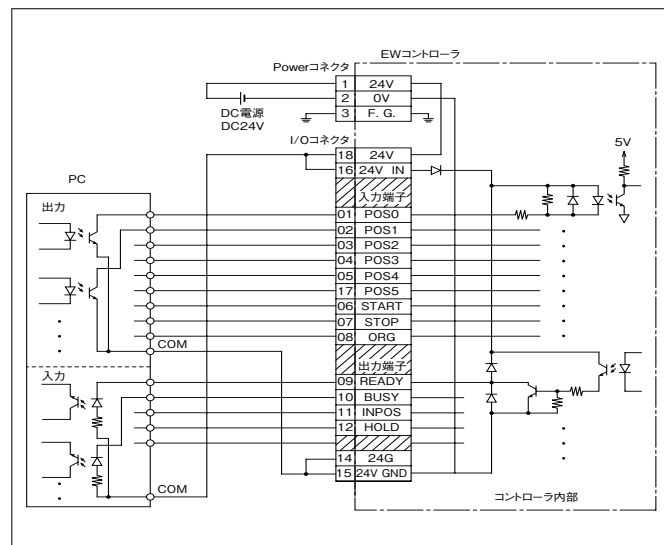 EWコントローラ
Powerコネクタ
1 24V
2 0V
3 F. G.
DC電源
DC24V
I/Oコネクタ
5V
18 24V
16 24V IN
PC
入力端子
出力
01 POS0
02 POS1
03 POS2
04 POS3
05 POS4
17 POS5
06 START
07 STOP
08 ORG
COM
出力端子
入力
09 READY
10 BUSY
11 INPOS
12 HOLD
14 24G
15 24V GND
COM
コントローラ内部